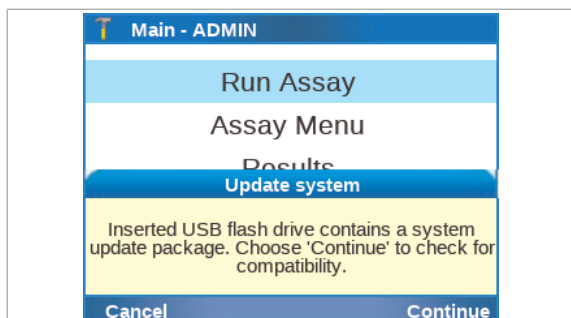 Main - ADMIN
Run Assay
Assay Menu
Results
Update system
Inserted USB flash drive contains a system
update package. Choose 'Continue' to check for
compatibility.
Cancel
Continue